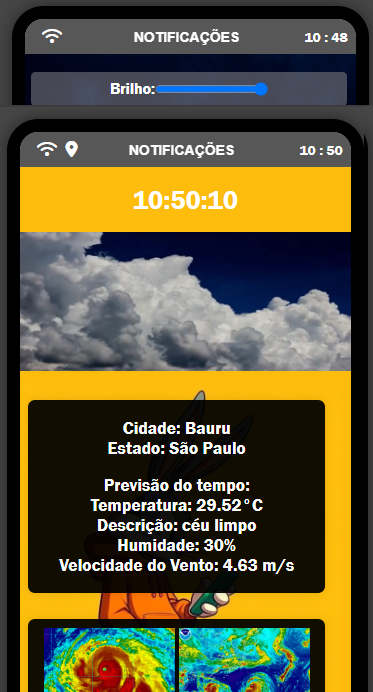 NOTIFICAÇÕES 10 : 48
Brilho:
NOTIFICAÇÕES 10 : 50
10:50:10
Cidade: Bauru
Estado: São Paulo
Previsão do tempo:
Temperatura: 29.52°C
Descrição: céu limpo
Humidade: 30%
Velocidade do Vento: 4.63 m/s